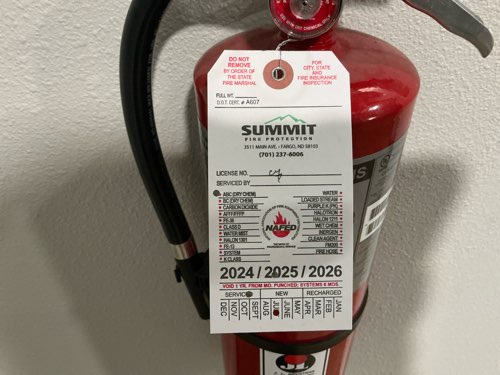 DO NOT
REMOVE
BY ORDER OF
THE STATE
FIRE MARSHAL
FOR
CITY, STATE
AND
FIRE INSURANCE
INSPECTION
FULL WT.
D.O.T. CERT. # A607
SUMMIT
FIRE PROTECTION
3511 MAIN AVE. • FARGO, ND 58103
(701) 237-6006
LICENSE NO.
SERVICED BY
ABC (DRY CHEM)
BC (DRY CHEM)
CARBON DIOXIDE
AFFF/FFFP
FE-36
CLASS D
WATER MIST
HALON 1301
FE-13
SYSTEM
K CLASS
NAFED
WATER
LOADED STREAM
PURPLE K (PK)
HALOTRON
HALON 1211
WET CHEM
INERGEN
CLEAN AGENT
FM200
FIRE HOSE
2024 / 2025 / 2026
VOID 1 YR. FROM MO. PUNCHED; SYSTEMS 6 MOS.
SERVICE
NEW
RECHARGED
DEC
NOV
OCT
SEPT
AUG
JUNE
MAY
APR
MAR
FEB
JAN